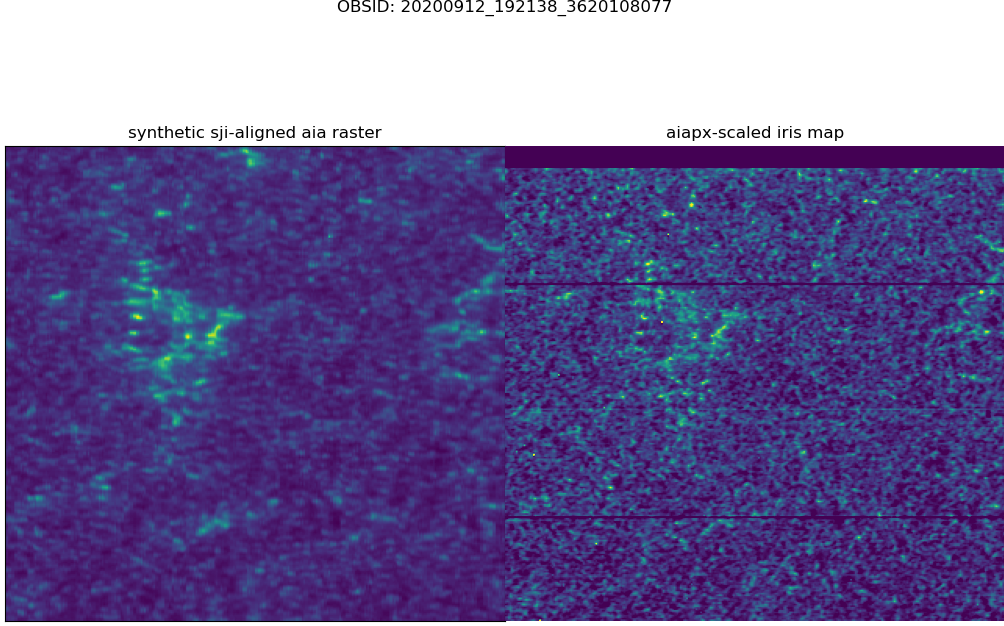 OBSID: 20200912_192138_3620108077
synthetic sji-aligned aia raster
aiapx-scaled iris map